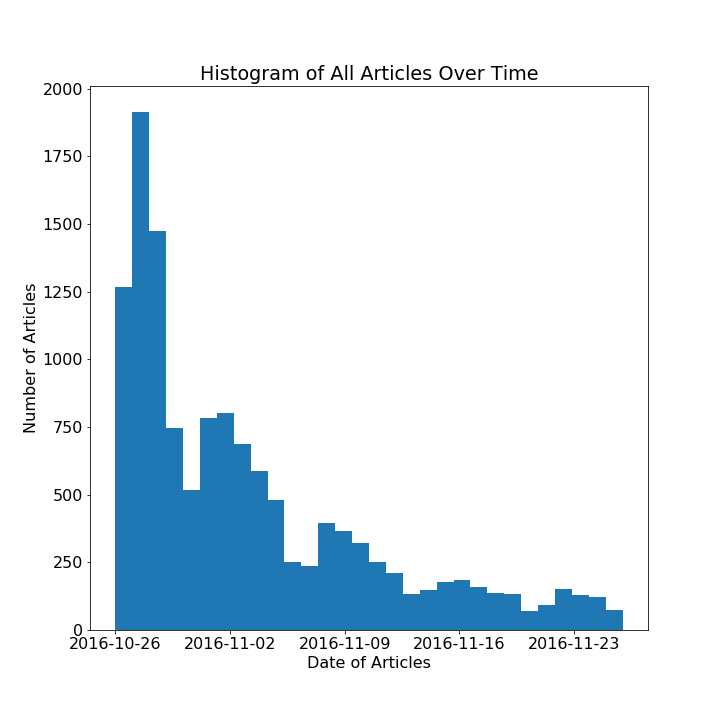 Histogram of All Articles Over Time
2000
1750
1500
1250
1000
750
500
250
0
Number of Articles
2016-10-26 2016-11-02 2016-11-09 2016-11-16 2016-11-23
Date of Articles